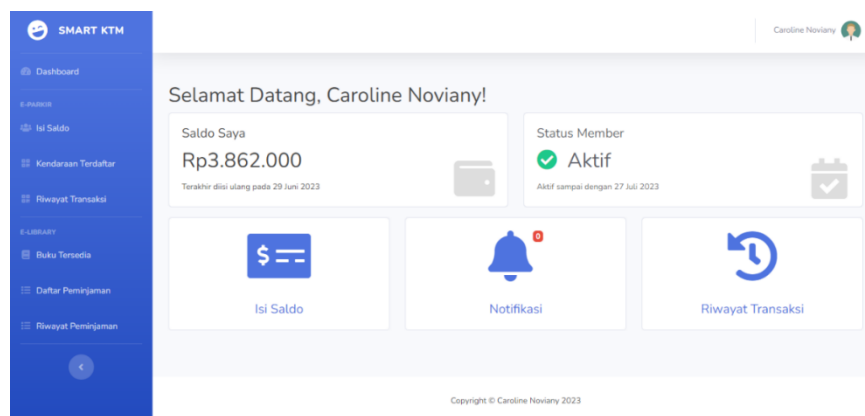 SMART KTM
Caroline Noviany
Dashboard
E-PARKIR
Isi Saldo
Kendaraan Terdaftar
Riwayat Transaksi
E-LIBRARY
Buku Tersedia
Daftar Peminjaman
Riwayat Peminjaman
Selamat Datang, Caroline Noviany!
Saldo Saya
Rp3.862.000
Terakhir diisi ulang pada 29 Juni 2023
Status Member
Aktif
Aktif sampai dengan 27 Juli 2023
Isi Saldo
0
Notifikasi
Riwayat Transaksi
Copyright © Caroline Noviany 2023